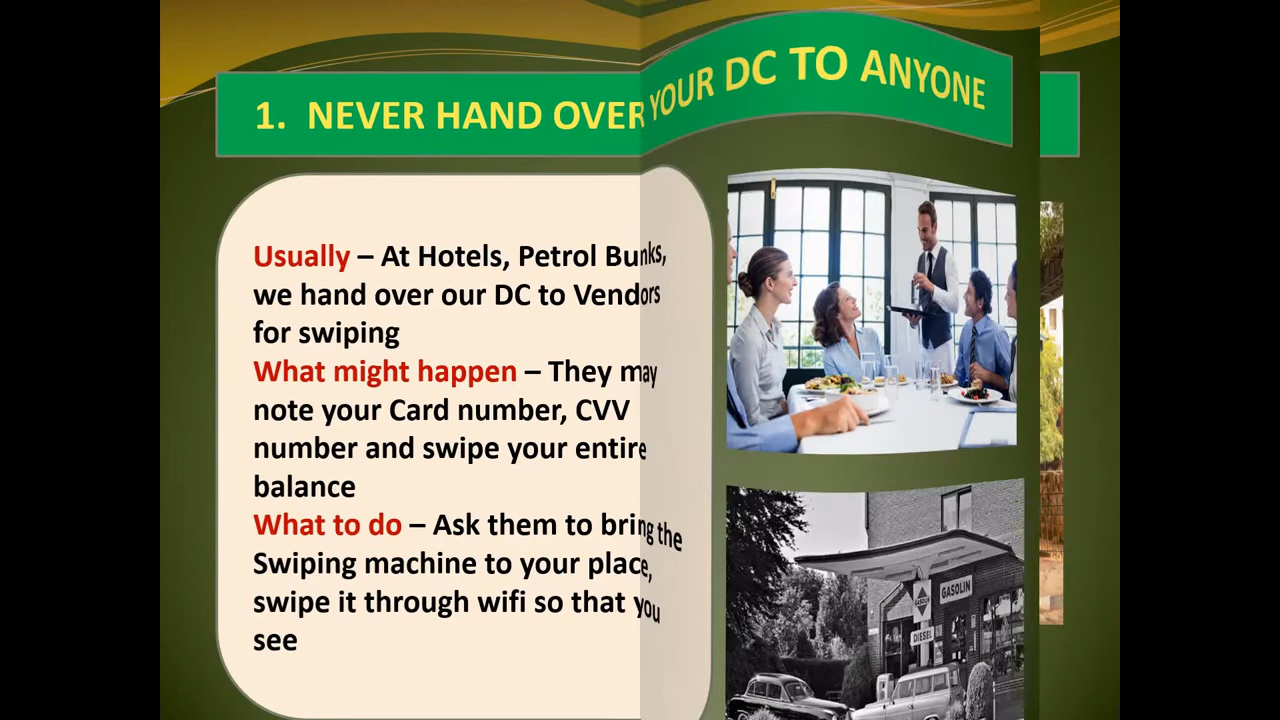 1. NEVER HAND OVER YOUR DC TO ANYONE
Usually – At Hotels, Petrol Bunks,
we hand over our DC to Vendors
for swiping
What might happen – They may
note your Card number, CVV
number and swipe your entire
balance
What to do – Ask them to bring the
Swiping machine to your place,
swipe it through wifi so that you
see
GASOLIN
GASOLIN
DIESEL